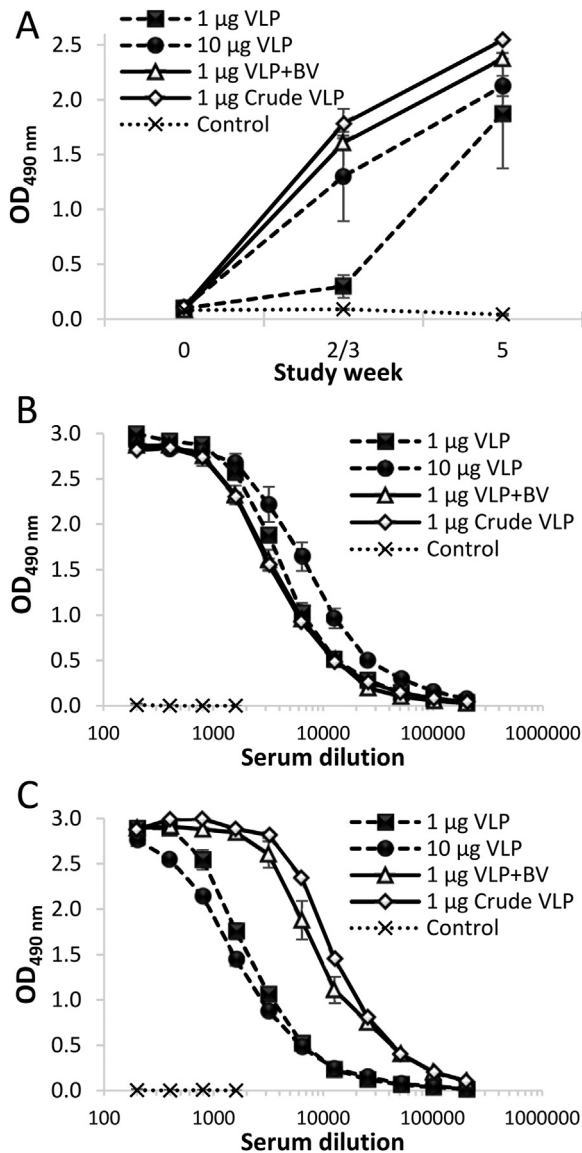 A
1 µg VLP
10 µg VLP
1 µg VLP+BV
1 µg Crude VLP
Control
OD490 nm
2.5
2.0
1.5
1.0
0.5
0.0
0 2/3 5
Study week
B
1 µg VLP
10 µg VLP
1 µg VLP+BV
1 µg Crude VLP
Control
OD490 nm
3.0
2.5
2.0
1.5
1.0
0.5
0.0
100 1000 10000 100000 1000000
Serum dilution
C
1 µg VLP
10 µg VLP
1 µg VLP+BV
1 µg Crude VLP
Control
OD490 nm
3.0
2.5
2.0
1.5
1.0
0.5
0.0
100 1000 10000 100000 1000000
Serum dilution